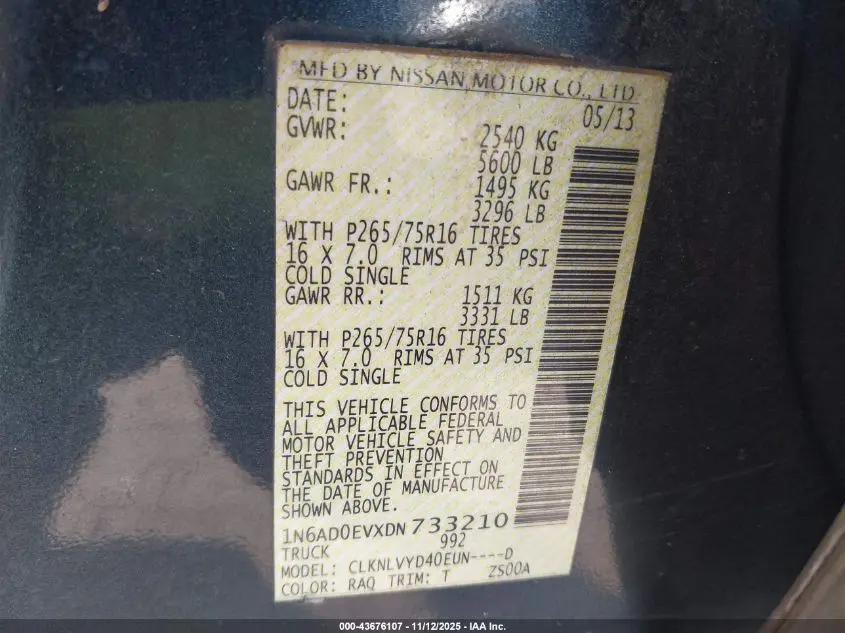 MFD BY NISSAN MOTOR CO., LTD.
DATE: 05/13
GVWR: 2540 KG
5600 LB
GAWR FR.: 1495 KG
3296 LB
WITH P265/75R16 TIRES
16 X 7.0 RIMS AT 35 PSI
COLD SINGLE
GAWR RR.: 1511 KG
3331 LB
WITH P265/75R16 TIRES
16 X 7.0 RIMS AT 35 PSI
COLD SINGLE
THIS VEHICLE CONFORMS TO
ALL APPLICABLE FEDERAL
MOTOR VEHICLE SAFETY AND
THEFT PREVENTION
STANDARDS IN EFFECT ON
THE DATE OF MANUFACTURE
SHOWN ABOVE.
1N6AD0EVXDN 733210
TRUCK 992
MODEL: CLKNLVYD40EUN----D
COLOR: RAQ TRIM: T ZS00A
000-43676107 - 11/12/2025 - IAA Inc.